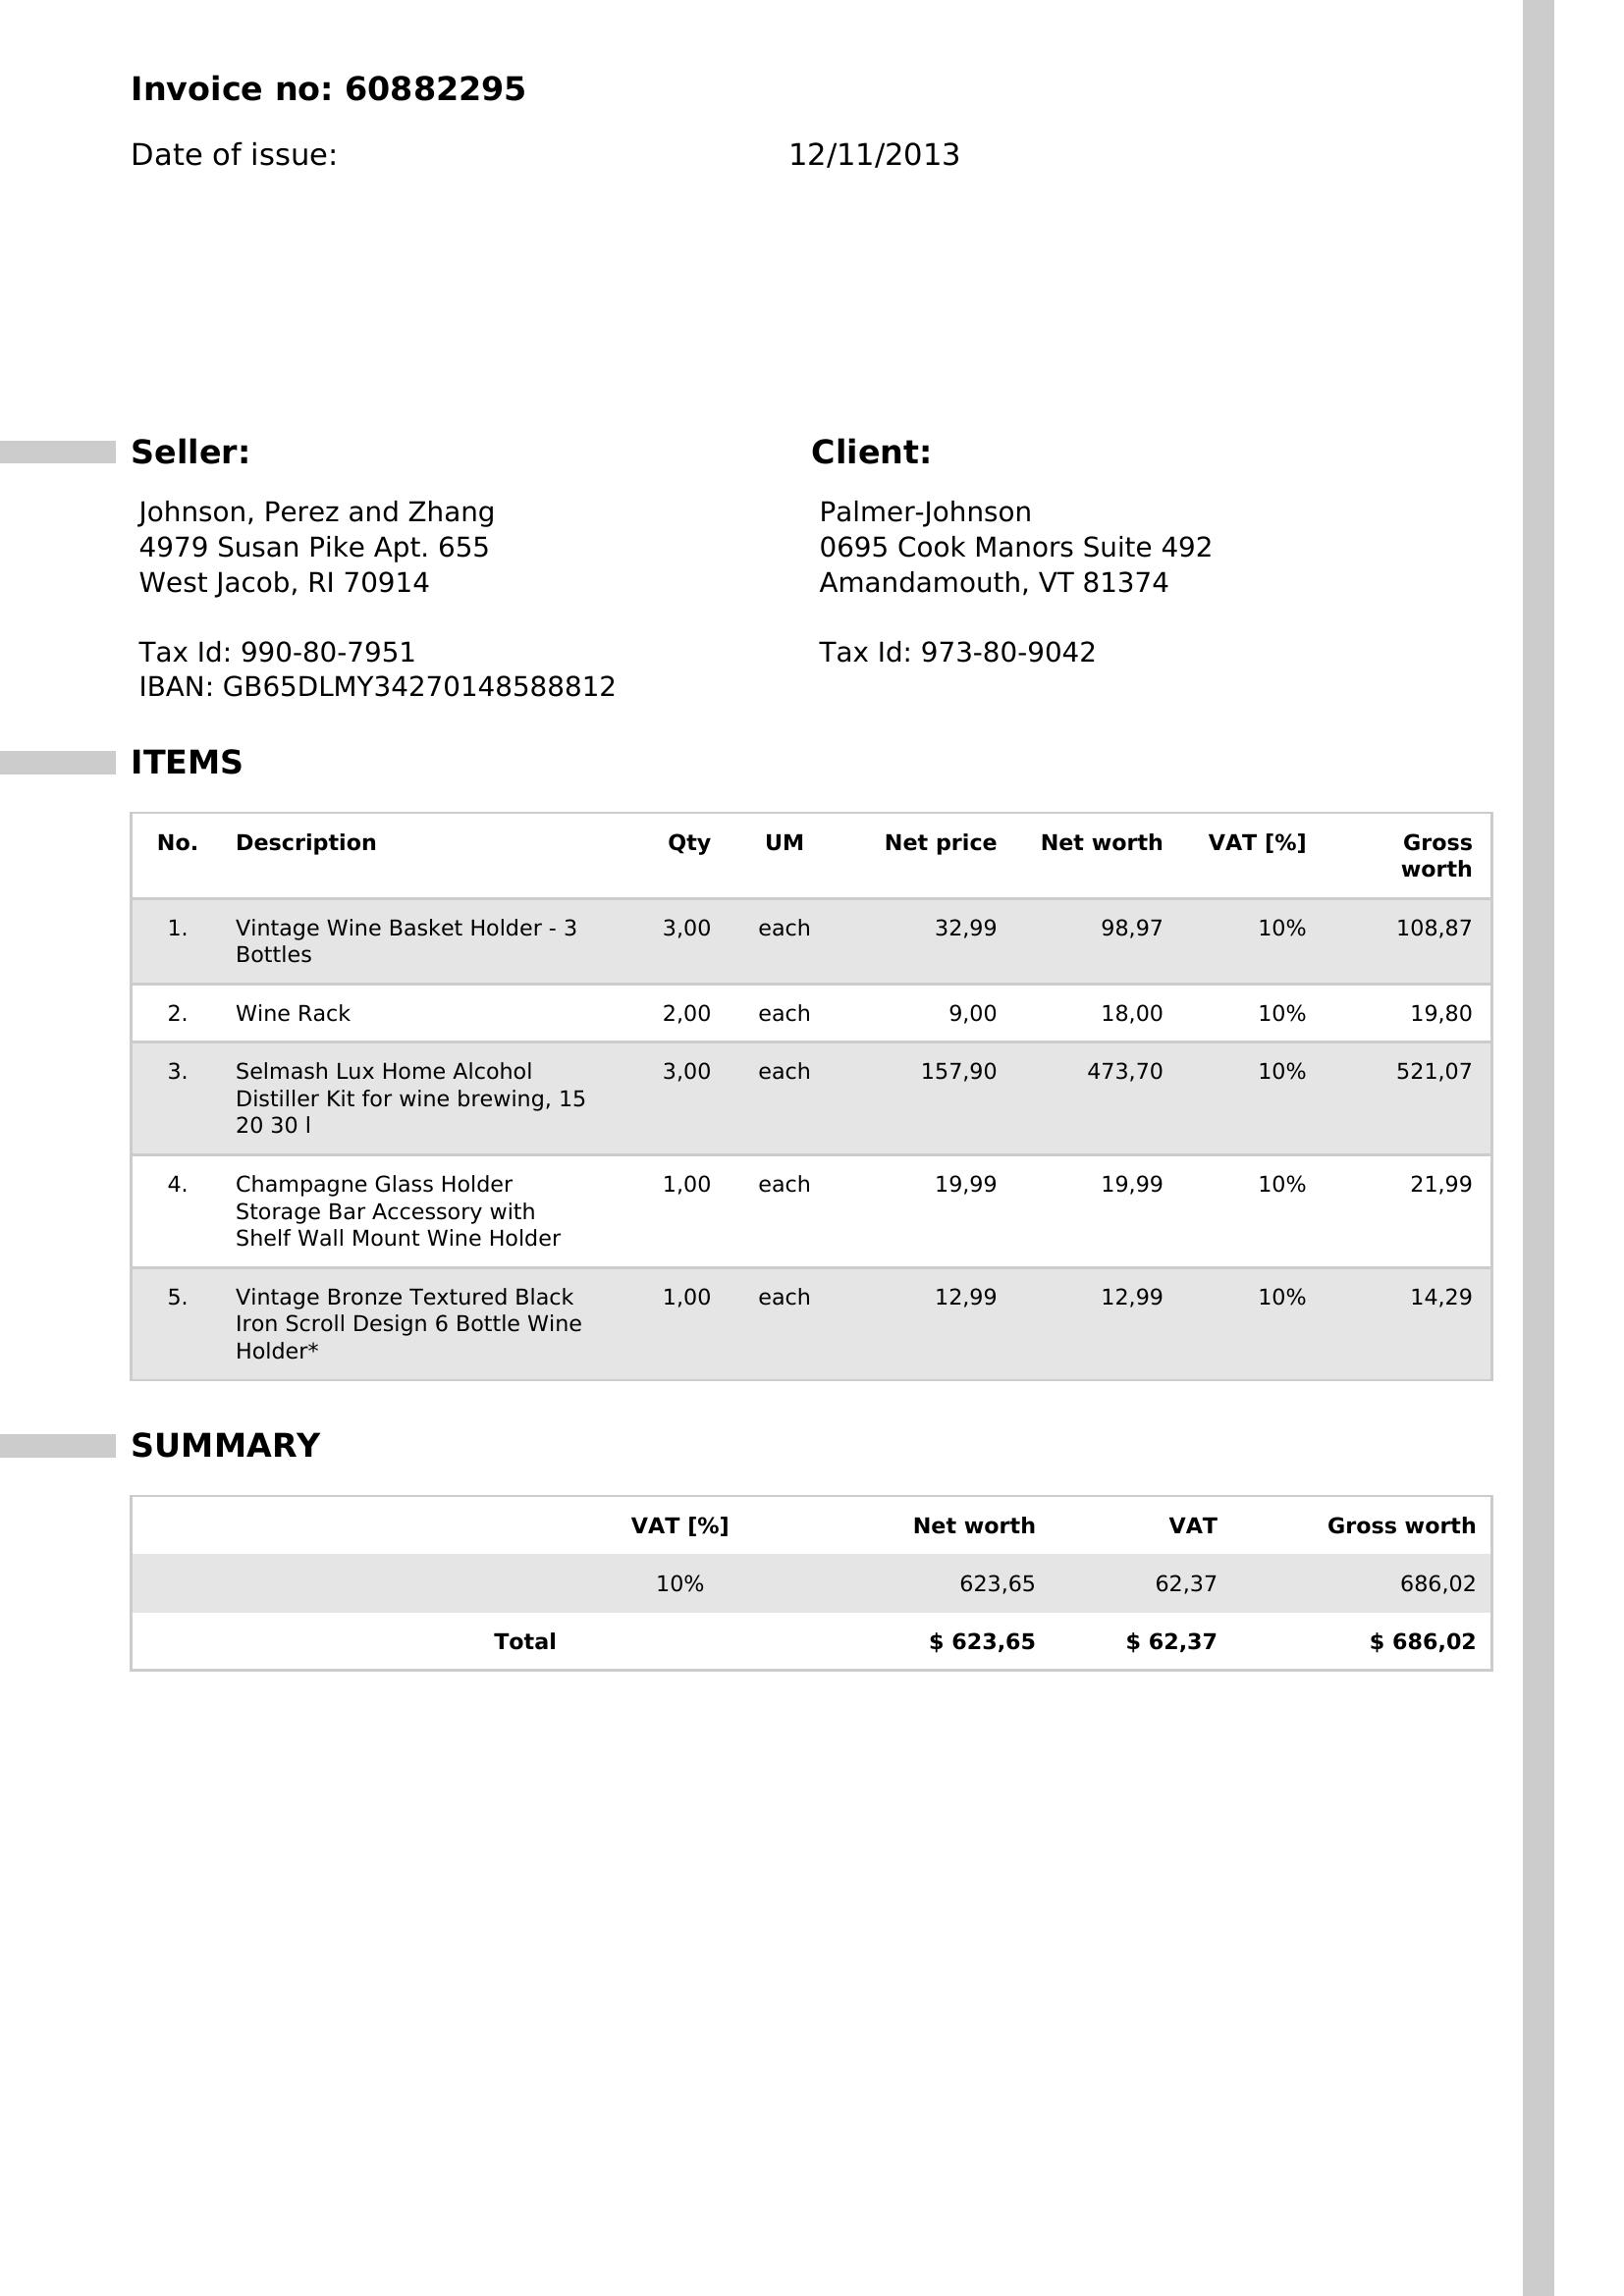 Invoice no: 60882295
Date of issue: 12/11/2013
Seller: Client:
Johnson, Perez and Zhang Palmer-Johnson
4979 Susan Pike Apt. 655 0695 Cook Manors Suite 492
West Jacob, RI 70914 Amandamouth, VT 81374
Tax Id: 990-80-7951 Tax Id: 973-80-9042
IBAN: GB65DLMY34270148588812
ITEMS
No. Description Qty UM Net price Net worth VAT [%] Gross
worth
1. Vintage Wine Basket Holder - 3 3,00 each 32,99 98,97 10% 108,87
Bottles
2. Wine Rack 2,00 each 9,00 18,00 10% 19,80
3. Selmash Lux Home Alcohol 3,00 each 157,90 473,70 10% 521,07
Distiller Kit for wine brewing, 15
20 30 l
4. Champagne Glass Holder 1,00 each 19,99 19,99 10% 21,99
Storage Bar Accessory with
Shelf Wall Mount Wine Holder
5. Vintage Bronze Textured Black 1,00 each 12,99 12,99 10% 14,29
Iron Scroll Design 6 Bottle Wine
Holder*
SUMMARY
VAT [%] Net worth VAT Gross worth
10% 623,65 62,37 686,02
Total $ 623,65 $ 62,37 $ 686,02